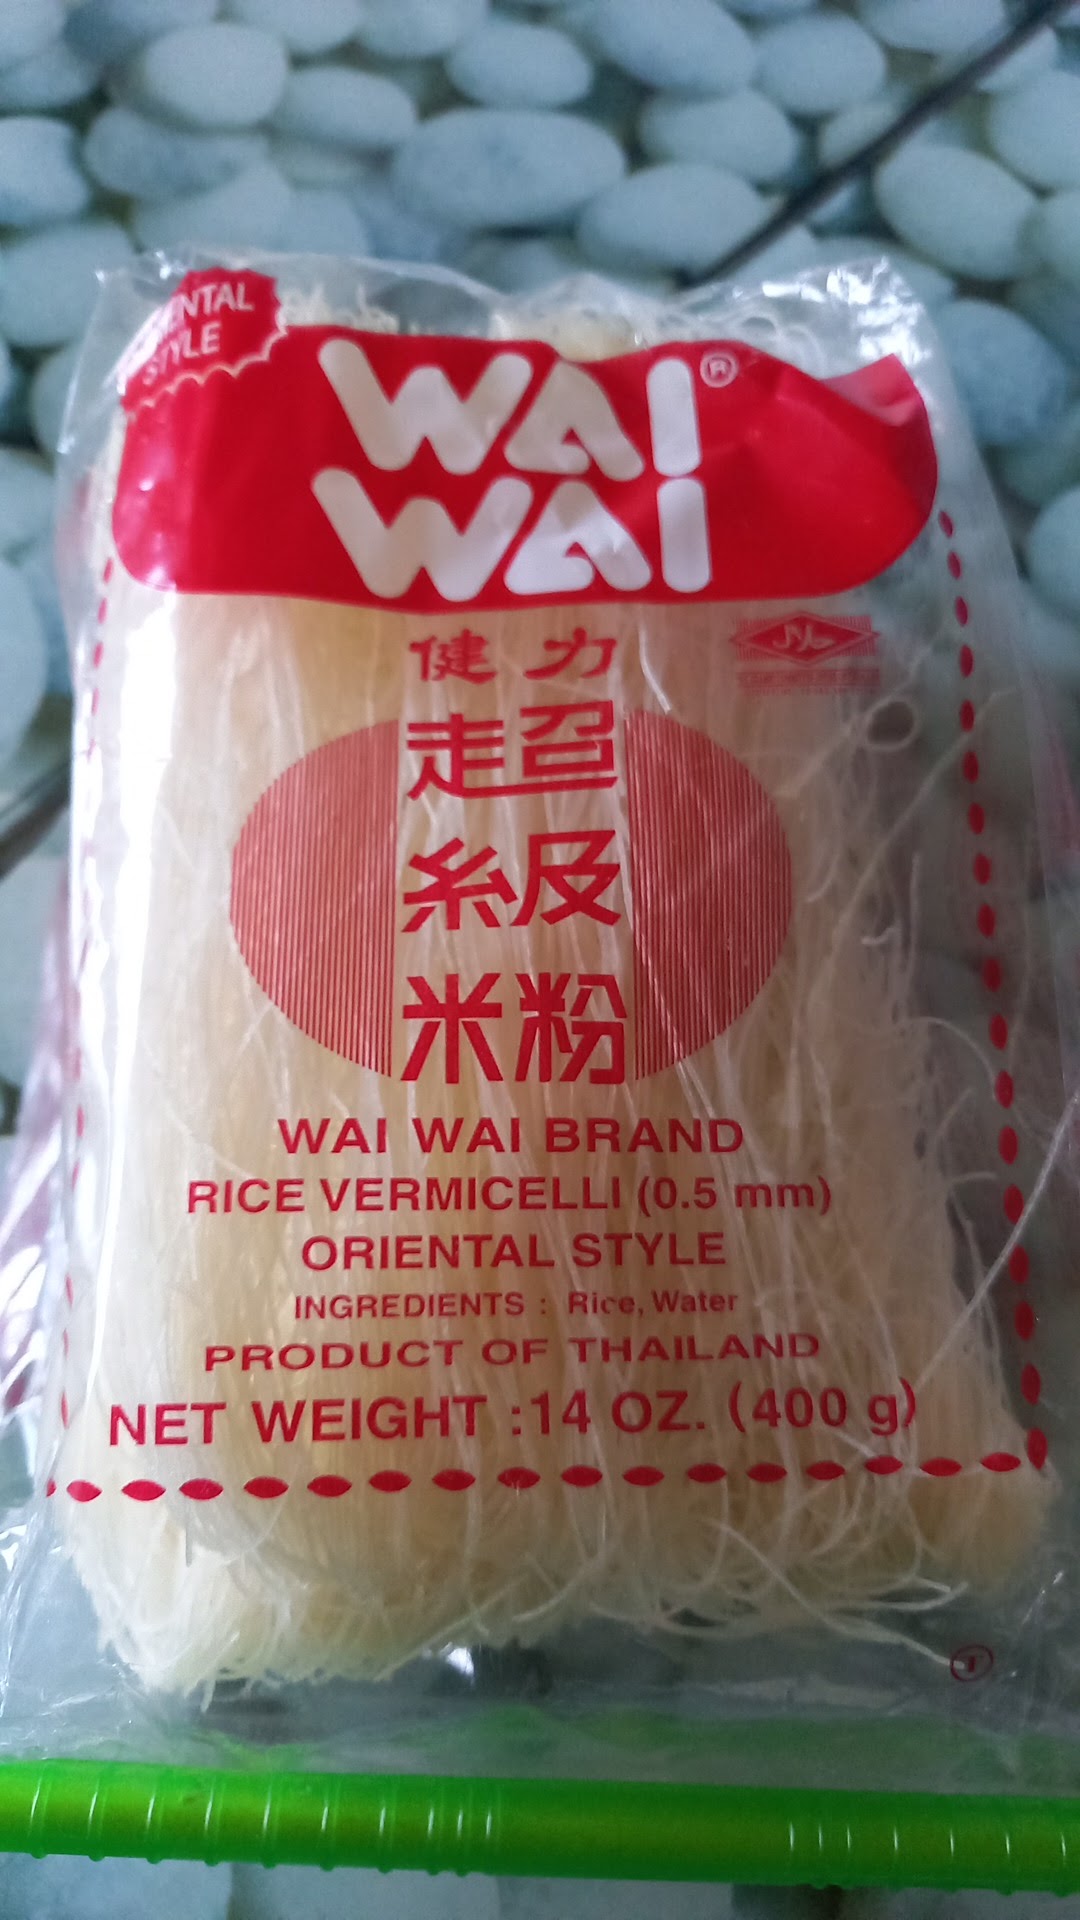 ENTAL
STYLE
WAI ®
WAI
健力
超
級
米粉
WAI WAI BRAND
RICE VERMICELLI (0.5 mm)
ORIENTAL STYLE
INGREDIENTS : Rice, Water
PRODUCT OF THAILAND
NET WEIGHT :14 OZ. (400 g)
T